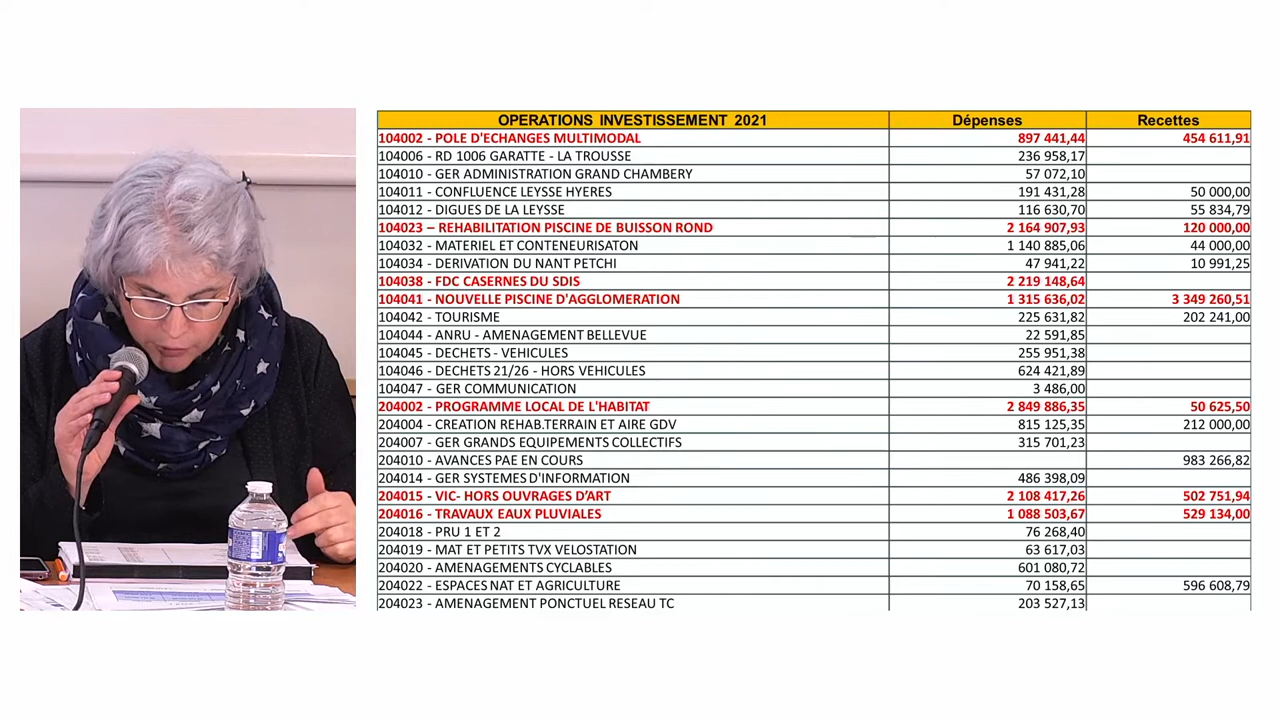 OPERATIONS INVESTISSEMENT 2021 Dépenses Recettes
104002 - POLE D'ECHANGES MULTIMODAL 897 441,44 454 611,91
104006 - RD 1006 GARATTE - LA TROUSSE 236 958,17
104010 - GER ADMINISTRATION GRAND CHAMBERY 57 072,10
104011 - CONFLUENCE LEYSSE HYERES 191 431,28 50 000,00
104012 - DIGUES DE LA LEYSSE 116 630,70 55 834,79
104023 – REHABILITATION PISCINE DE BUISSON ROND 2 164 907,93 120 000,00
104032 - MATERIEL ET CONTENEURISATON 1 140 885,06 44 000,00
104034 - DERIVATION DU NANT PETCHI 47 941,22 10 991,25
104038 - FDC CASERNES DU SDIS 2 219 148,64
104041 - NOUVELLE PISCINE D'AGGLOMERATION 1 315 636,02 3 349 260,51
104042 - TOURISME 225 631,82 202 241,00
104044 - ANRU - AMENAGEMENT BELLEVUE 22 591,85
104045 - DECHETS - VEHICULES 255 951,38
104046 - DECHETS 21/26 - HORS VEHICULES 624 421,89
104047 - GER COMMUNICATION 3 486,00
204002 - PROGRAMME LOCAL DE L'HABITAT 2 849 886,35 50 625,50
204004 - CREATION REHAB.TERRAIN ET AIRE GDV 815 125,35 212 000,00
204007 - GER GRANDS EQUIPEMENTS COLLECTIFS 315 701,23
204010 - AVANCES PAE EN COURS 983 266,82
204014 - GER SYSTEMES D'INFORMATION 486 398,09
204015 - VIC- HORS OUVRAGES D’ART 2 108 417,26 502 751,94
204016 - TRAVAUX EAUX PLUVIALES 1 088 503,67 529 134,00
204018 - PRU 1 ET 2 76 268,40
204019 - MAT ET PETITS TVX VELOSTATION 63 617,03
204020 - AMENAGEMENTS CYCLABLES 601 080,72
204022 - ESPACES NAT ET AGRICULTURE 70 158,65 596 608,79
204023 - AMENAGEMENT PONCTUEL RESEAU TC 203 527,13